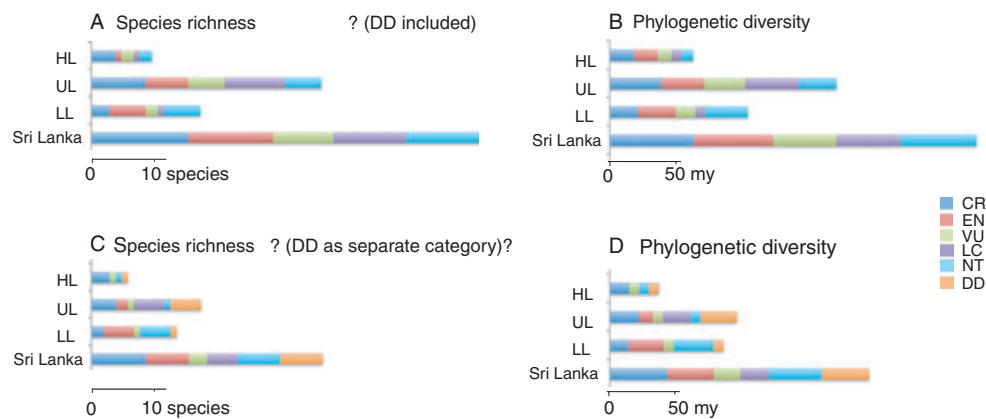 A Species richness ? (DD included)
HL
UL
LL
Sri Lanka
0 10 species
B Phylogenetic diversity
HL
UL
LL
Sri Lanka
0 50 my
CR
EN
VU
LC
NT
DD
C Species richness ? (DD as separate category)?
HL
UL
LL
Sri Lanka
0 10 species
D Phylogenetic diversity
HL
UL
LL
Sri Lanka
0 50 my